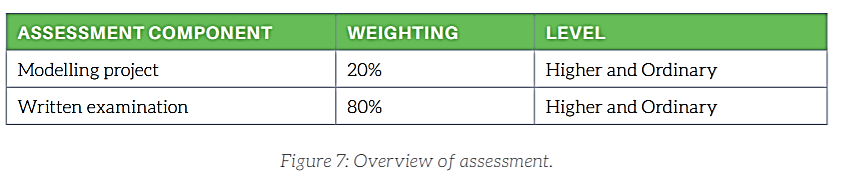 ASSESSMENT COMPONENT WEIGHTING LEVEL
Modelling project 20% Higher and Ordinary
Written examination 80% Higher and Ordinary
Figure 7: Overview of assessment.